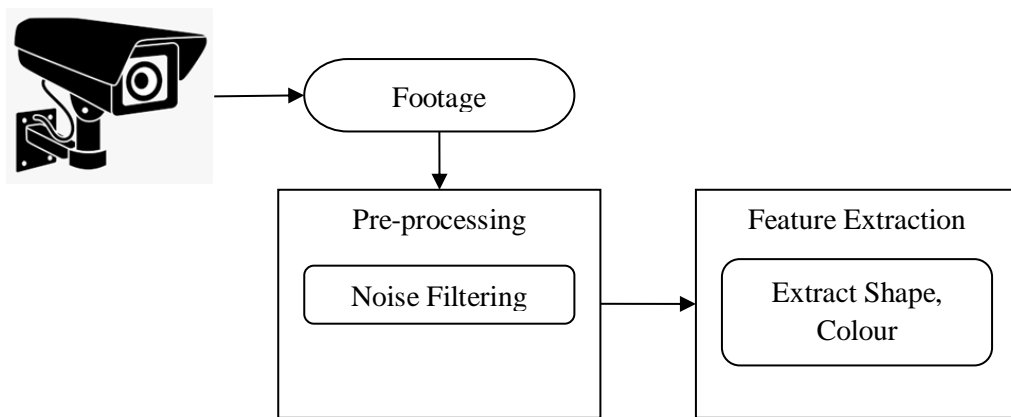 Footage
Pre-processing
Noise Filtering
Feature Extraction
Extract Shape,
Colour